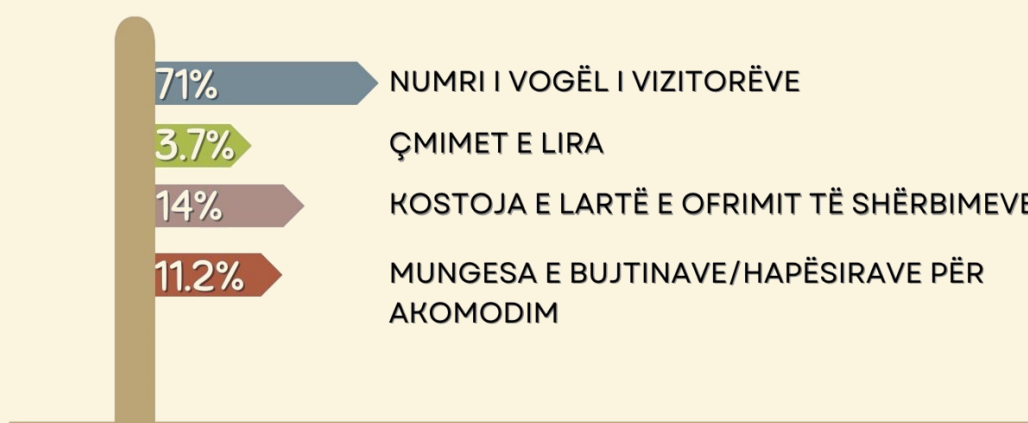 71% NUMRI I VOGËL I VIZITORËVE
3.7% ÇMIMET E LIRA
14% KOSTOJA E LARTË E OFRIMIT TË SHËRBIMEVE
11.2% MUNGESA E BUJTINAVE/HAPËSIRAVE PËR
AKOMODIM